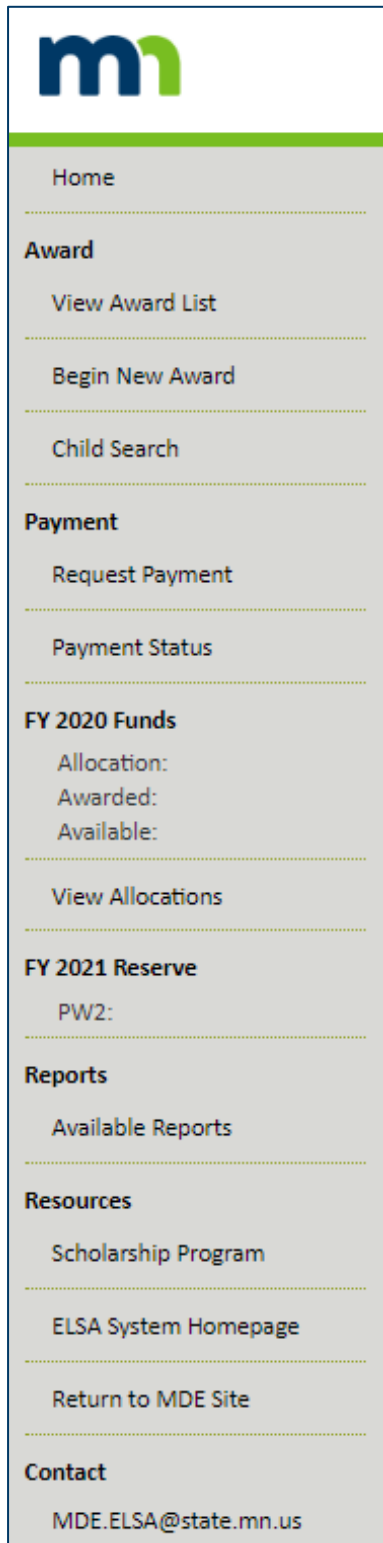 mn
Home
Award
View Award List
Begin New Award
Child Search
Payment
Request Payment
Payment Status
FY 2020 Funds
Allocation:
Awarded:
Available:
View Allocations
FY 2021 Reserve
PW2:
Reports
Available Reports
Resources
Scholarship Program
ELSA System Homepage
Return to MDE Site
Contact
MDE.ELSA@state.mn.us